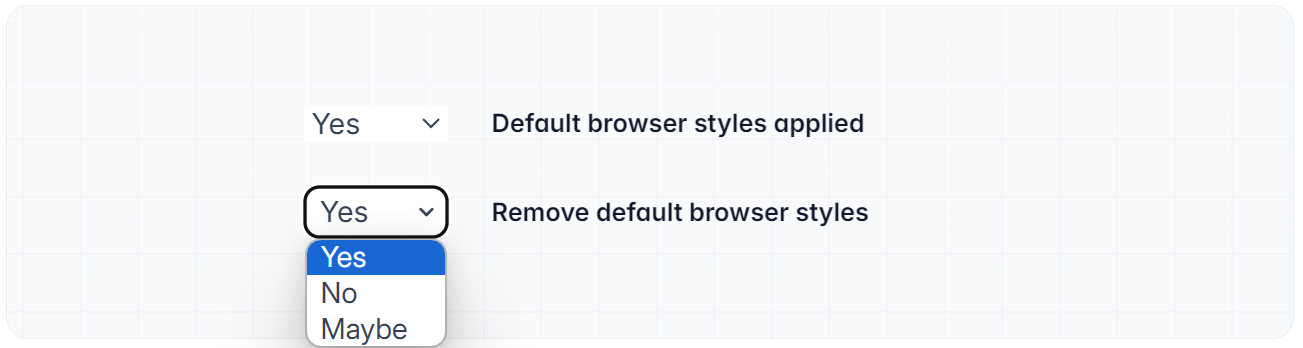 Yes
Default browser styles applied
Yes
Remove default browser styles
Yes
No
Maybe